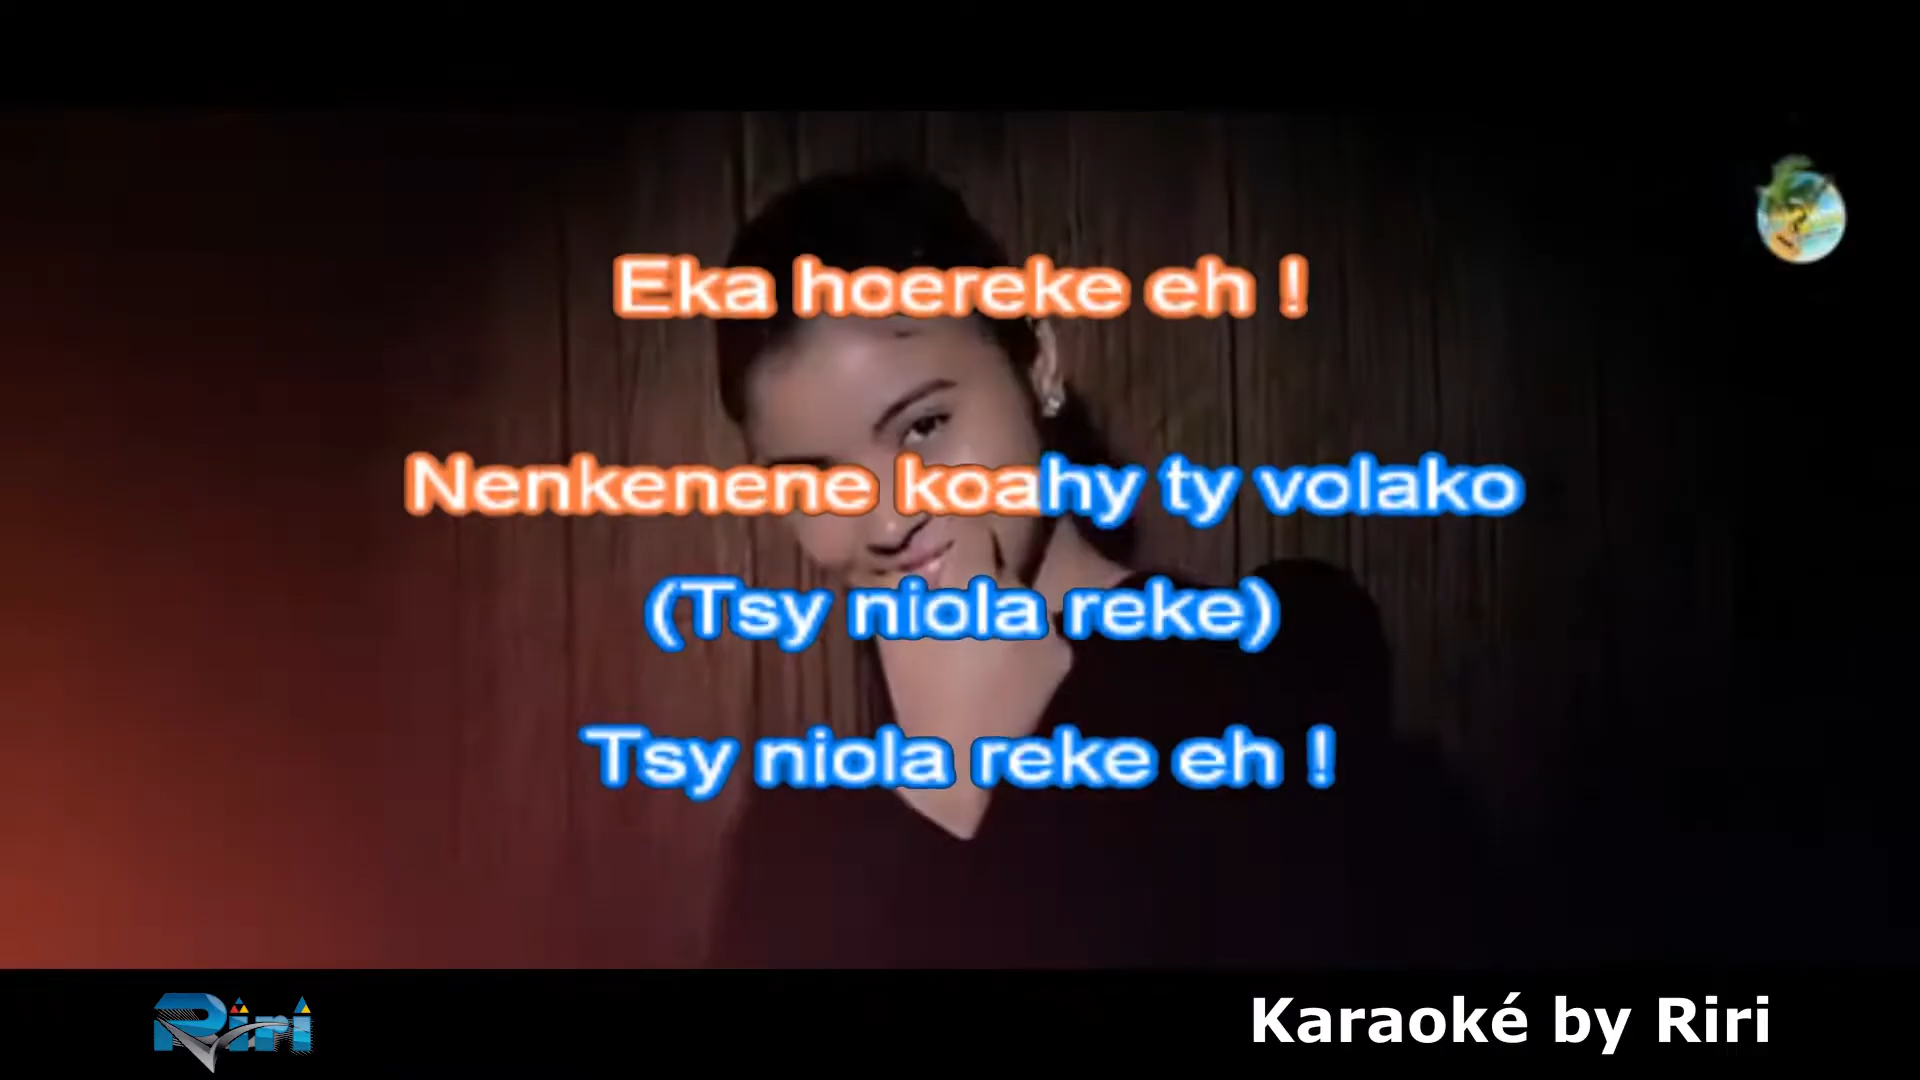 Eka hoereke eh !
Nenkenene koahy ty volako
(Tsy niola reke)
Tsy niola reke eh !
Riri
Karaoké by Riri